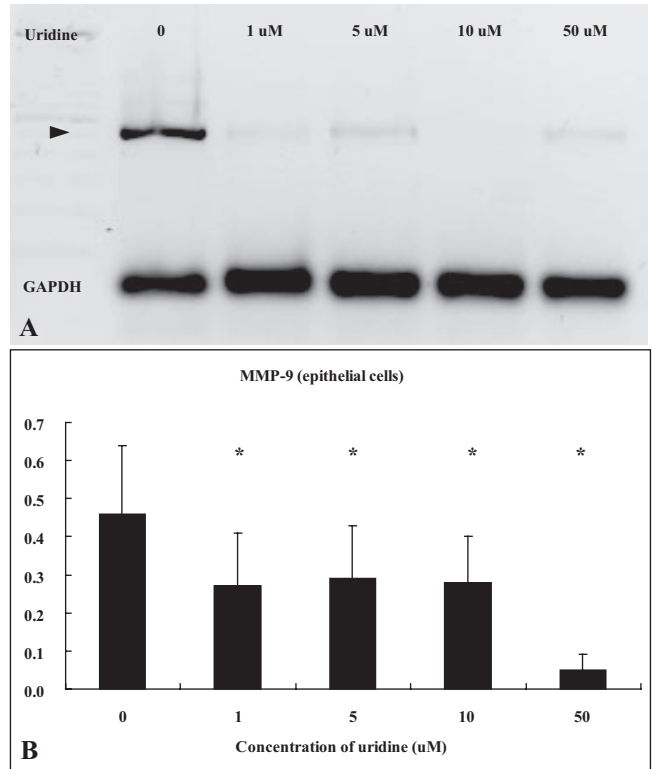 Uridine 0 1 uM 5 uM 10 uM 50 uM
GAPDH
A
MMP-9 (epithelial cells)
0.7
* * * *
0.6
0.5
0.4
0.3
0.2
0.1
0.0
0 1 5 10 50
B Concentration of uridine (uM)